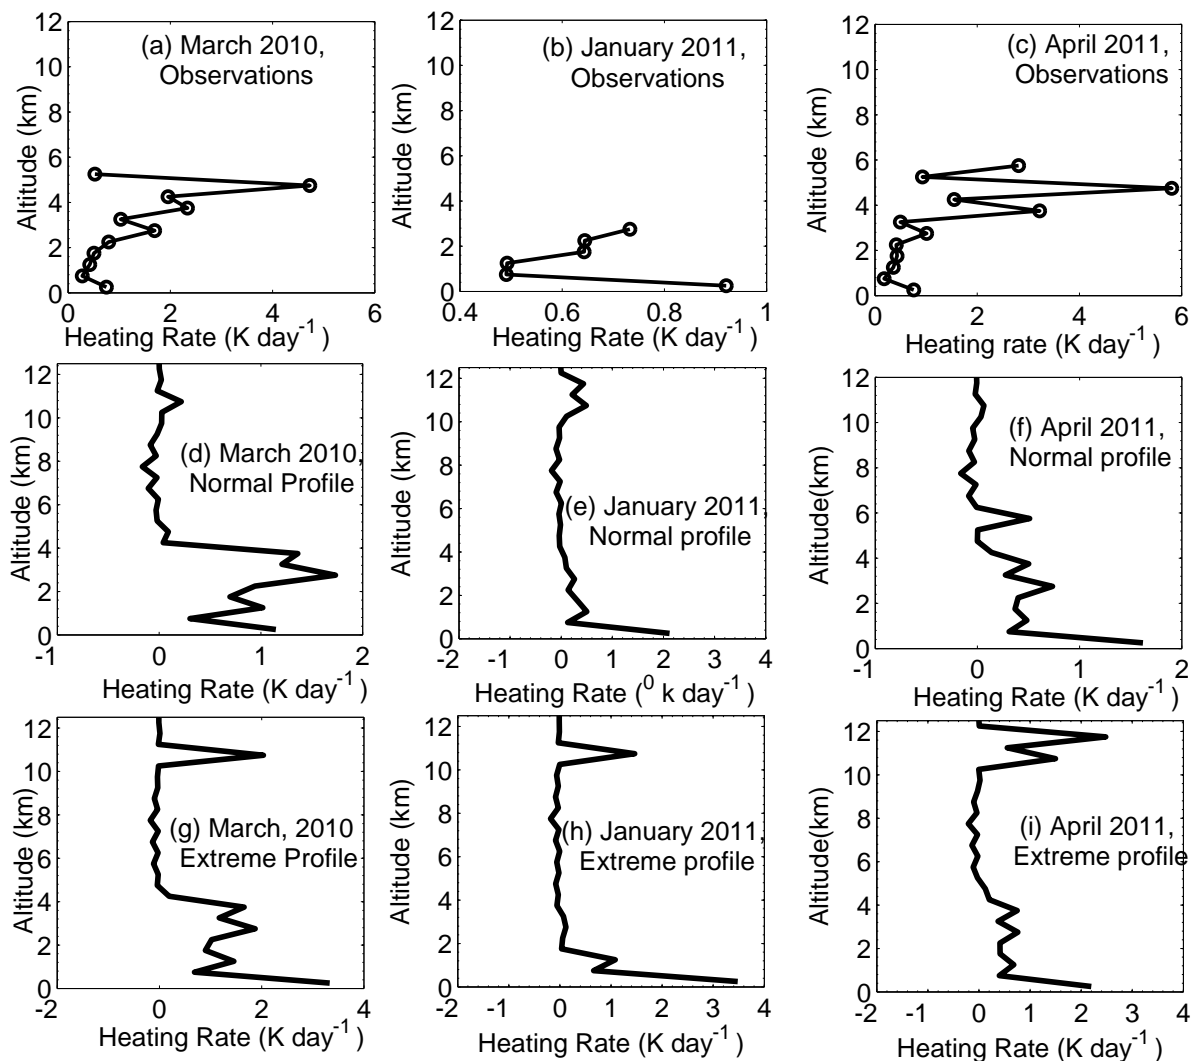 (a) March 2010,
Observations
Altitude (km)
12
10
8
6
4
2
0
0 2 4 6
Heating Rate (K day-1)
(b) January 2011,
Observations
Altitude (km)
12
10
8
6
4
2
0
0.4 0.6 0.8 1
Heating Rate (K day-1)
(c) April 2011,
Observations
Altitude (km)
12
10
8
6
4
2
0
0 2 4 6
Heating rate (K day-1)
(d) March 2010,
Normal Profile
Altitude (km)
12
10
8
6
4
2
0
-1 0 1 2
Heating Rate (K day-1)
(e) January 2011
Normal profile
Altitude (km)
12
10
8
6
4
2
0
-2 -1 0 1 2 3 4
Heating Rate (0 k day-1)
(f) April 2011,
Normal profile
Altitude(km)
12
10
8
6
4
2
0
-1 0 1 2
Heating Rate (K day-1)
(g) March, 2010
Extreme Profile
Altitude (km)
12
10
8
6
4
2
0
-2 0 2 4
Heating Rate (K day-1)
(h) January 2011,
Extreme profile
Altitude (km)
12
10
8
6
4
2
0
-2 -1 0 1 2 3 4
Heating Rate (K day-1)
(i) April 2011,
Extreme profile
Altitude(km)
12
10
8
6
4
2
0
-2 -1 0 1 2 3 4
Heating Rate (K day-1)